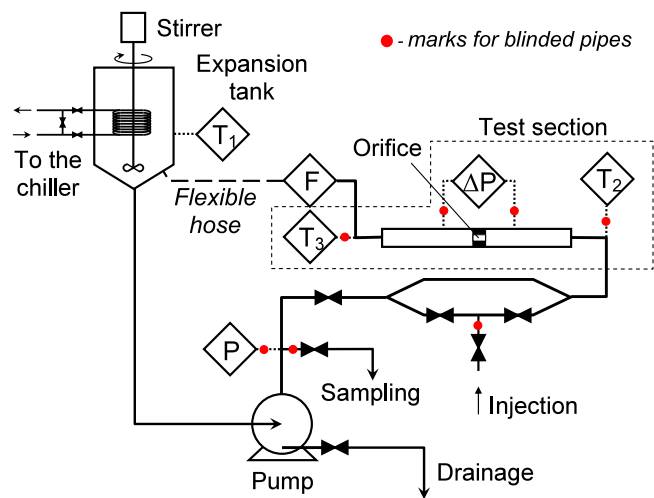 Stirrer
- marks for blinded pipes
Expansion
tank
T1
To the
chiller
Flexible
hose
Test section
Orifice
F
ΔP
T2
T3
P
Sampling
Injection
Pump
Drainage